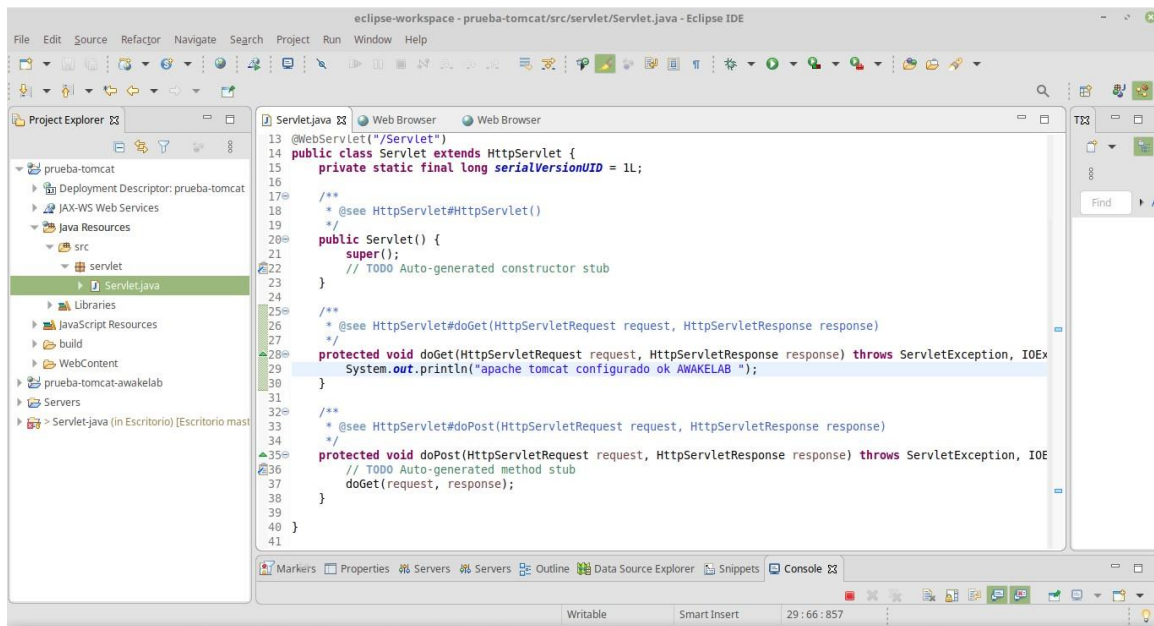 eclipse-workspace - prueba-tomcat/src/servlet/Servlet.java - Eclipse IDE
File Edit Source Refactor Navigate Search Project Run Window Help
Project Explorer
prueba-tomcat
Deployment Descriptor: prueba-tomcat
JAX-WS Web Services
Java Resources
src
servlet
Servlet.java
Libraries
JavaScript Resources
build
WebContent
prueba-tomcat-awakelab
Servers
> Servlet-java (in Escritorio) [Escritorio mast
Servlet.java Web Browser Web Browser
13 @WebServlet("/Servlet")
14 public class Servlet extends HttpServlet {
15 private static final long serialVersionUID = 1L;
16
17 /**
18 * @see HttpServlet#HttpServlet()
19 */
20 public Servlet() {
21 super();
22 // TODO Auto-generated constructor stub
23 }
24
25 /**
26 * @see HttpServlet#doGet(HttpServletRequest request, HttpServletResponse response)
27 */
28 protected void doGet(HttpServletRequest request, HttpServletResponse response) throws ServletException, IOEx
29 System.out.println("apache tomcat configurado ok AWAKELAB ");
30 }
31
32 /**
33 * @see HttpServlet#doPost(HttpServletRequest request, HttpServletResponse response)
34 */
35 protected void doPost(HttpServletRequest request, HttpServletResponse response) throws ServletException, IOE
36 // TODO Auto-generated method stub
37 doGet(request, response);
38 }
39
40 }
41
Find
Markers Properties Servers Servers Outline Data Source Explorer Snippets Console
Writable Smart Insert 29 : 66 : 857